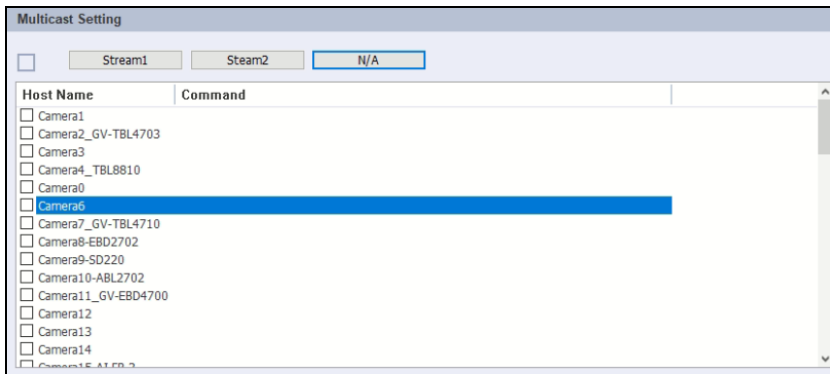 Multicast Setting
Stream1 Steam2 N/A
Host Name Command
Camera1
Camera2_GV-TBL4703
Camera3
Camera4_TBL8810
Camera0
Camera6
Camera7_GV-TBL4710
Camera8-EBD2702
Camera9-SD220
Camera10-ABL2702
Camera11_GV-EBD4700
Camera12
Camera13
Camera14